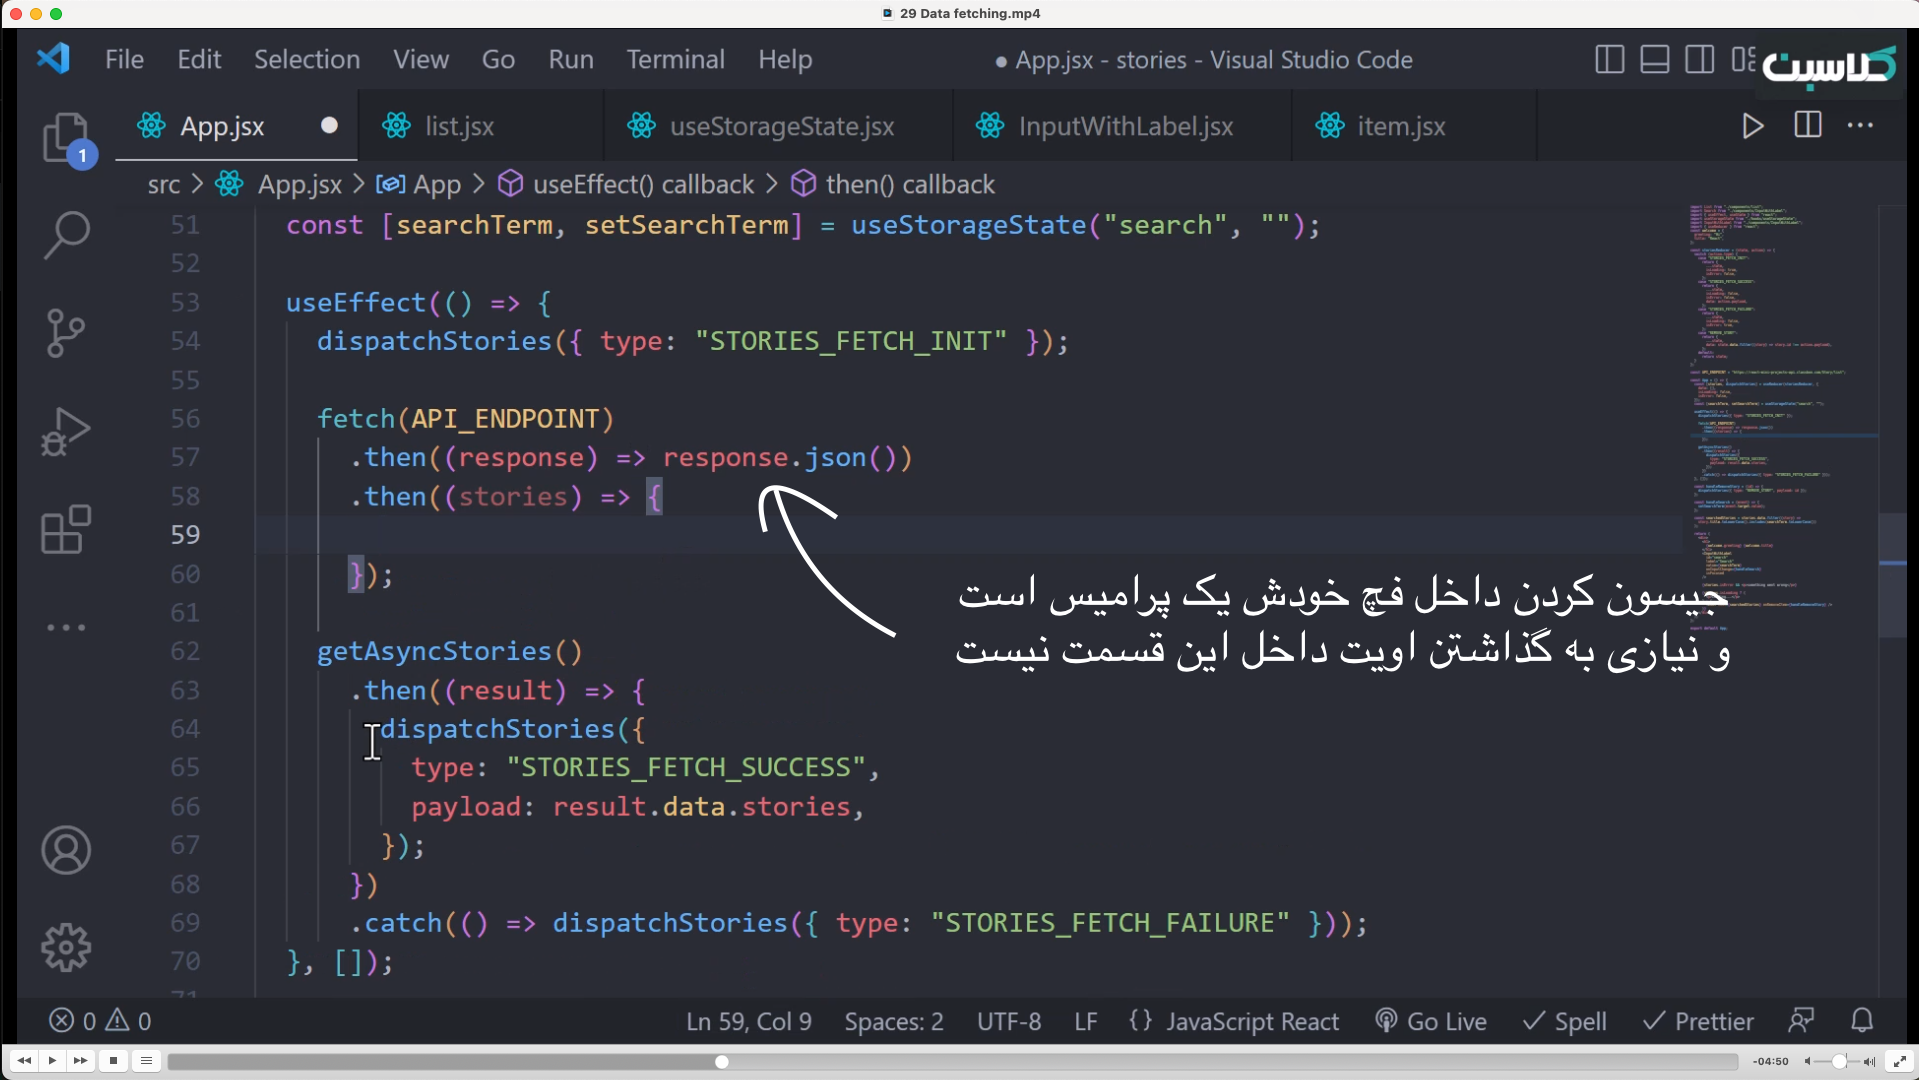 29 Data fetching.mp4
File Edit Selection View Go Run Terminal Help
● App.jsx - stories - Visual Studio Code
کلاسبت
App.jsx ● list.jsx useStorageState.jsx InputWithLabel.jsx item.jsx
1
src > App.jsx > App > useEffect() callback > then() callback
51 const [searchTerm, setSearchTerm] = useStorageState("search", "");
52
53 useEffect(() => {
54 dispatchStories({ type: "STORIES_FETCH_INIT" });
55
56 fetch(API_ENDPOINT)
57 .then((response) => response.json())
58 .then((stories) => {
59
60 });
61
62 getAsyncStories()
63 .then((result) => {
64 dispatchStories({
65 type: "STORIES_FETCH_SUCCESS",
66 payload: result.data.stories,
67 });
68 })
69 .catch(() => dispatchStories({ type: "STORIES_FETCH_FAILURE" }));
70 }, []);
جیسون کردن داخل فچ خودش یک پرامیس است
و نیازی به گذاشتن اویت داخل این قسمت نیست
0 0 Ln 59, Col 9 Spaces: 2 UTF-8 LF {} JavaScript React Go Live Spell Prettier
-04:50